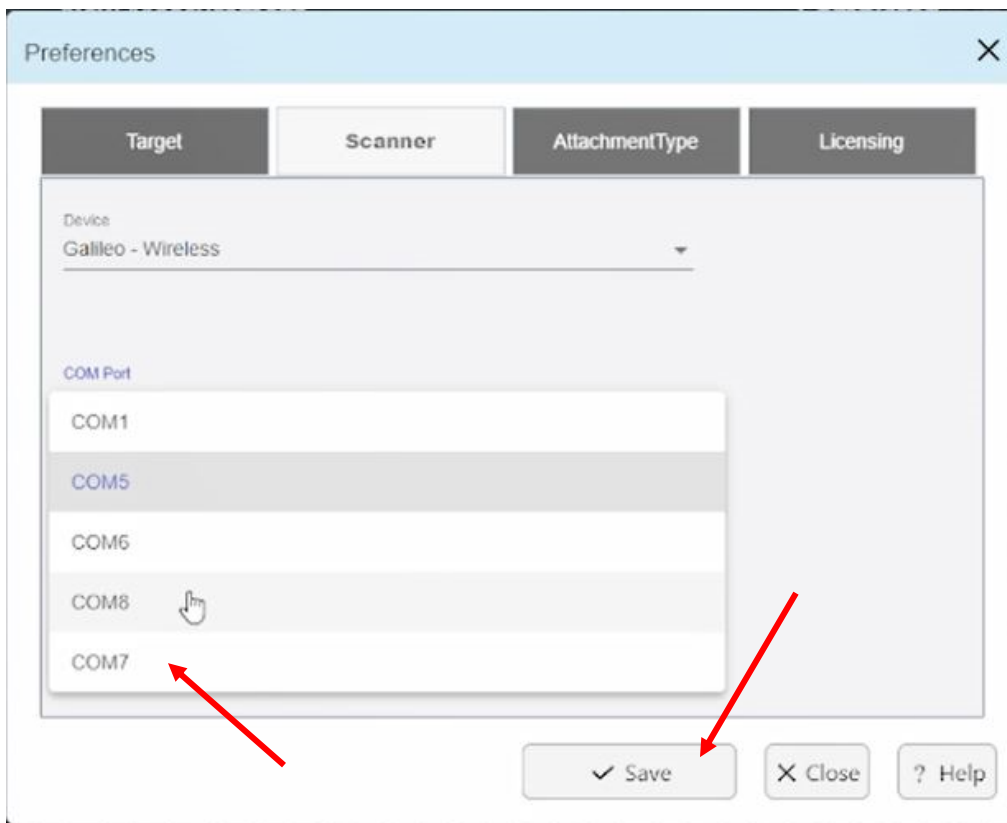 Preferences
Target
Scanner
AttachmentType
Licensing
Device
Galileo - Wireless
COM Port
COM1
COM5
COM6
COM8
COM7
Save
Close
? Help